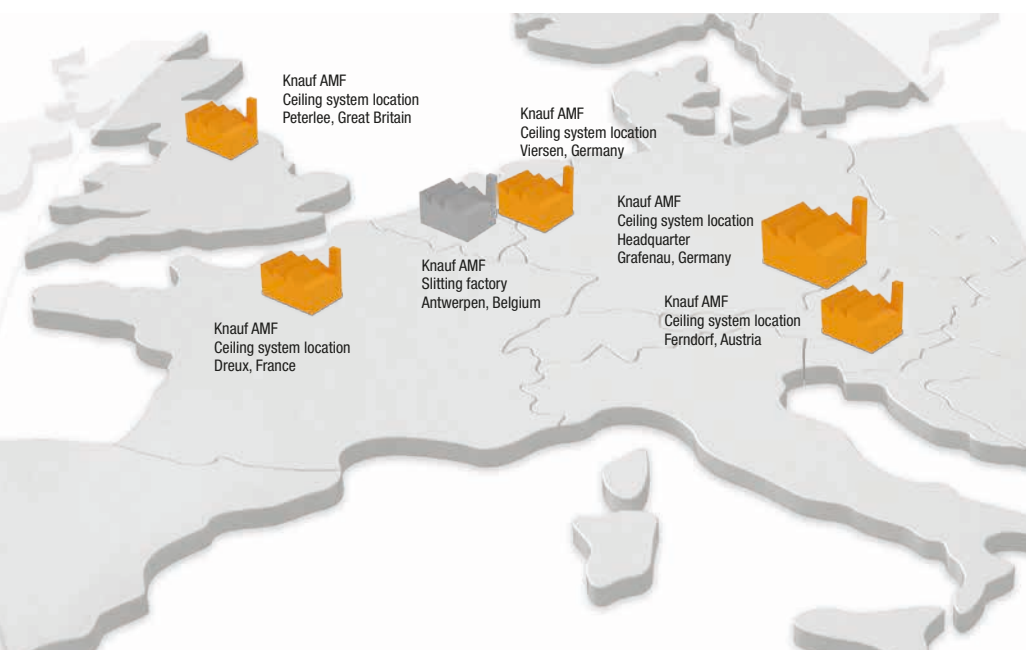 Knauf AMF
Ceiling system location
Peterlee, Great Britain
Knauf AMF
Ceiling system location
Viersen, Germany
Knauf AMF
Ceiling system location
Headquarter
Grafenau, Germany
Knauf AMF
Slitting factory
Antwerpen, Belgium
Knauf AMF
Ceiling system location
Ferndorf, Austria
Knauf AMF
Ceiling system location
Dreux, France